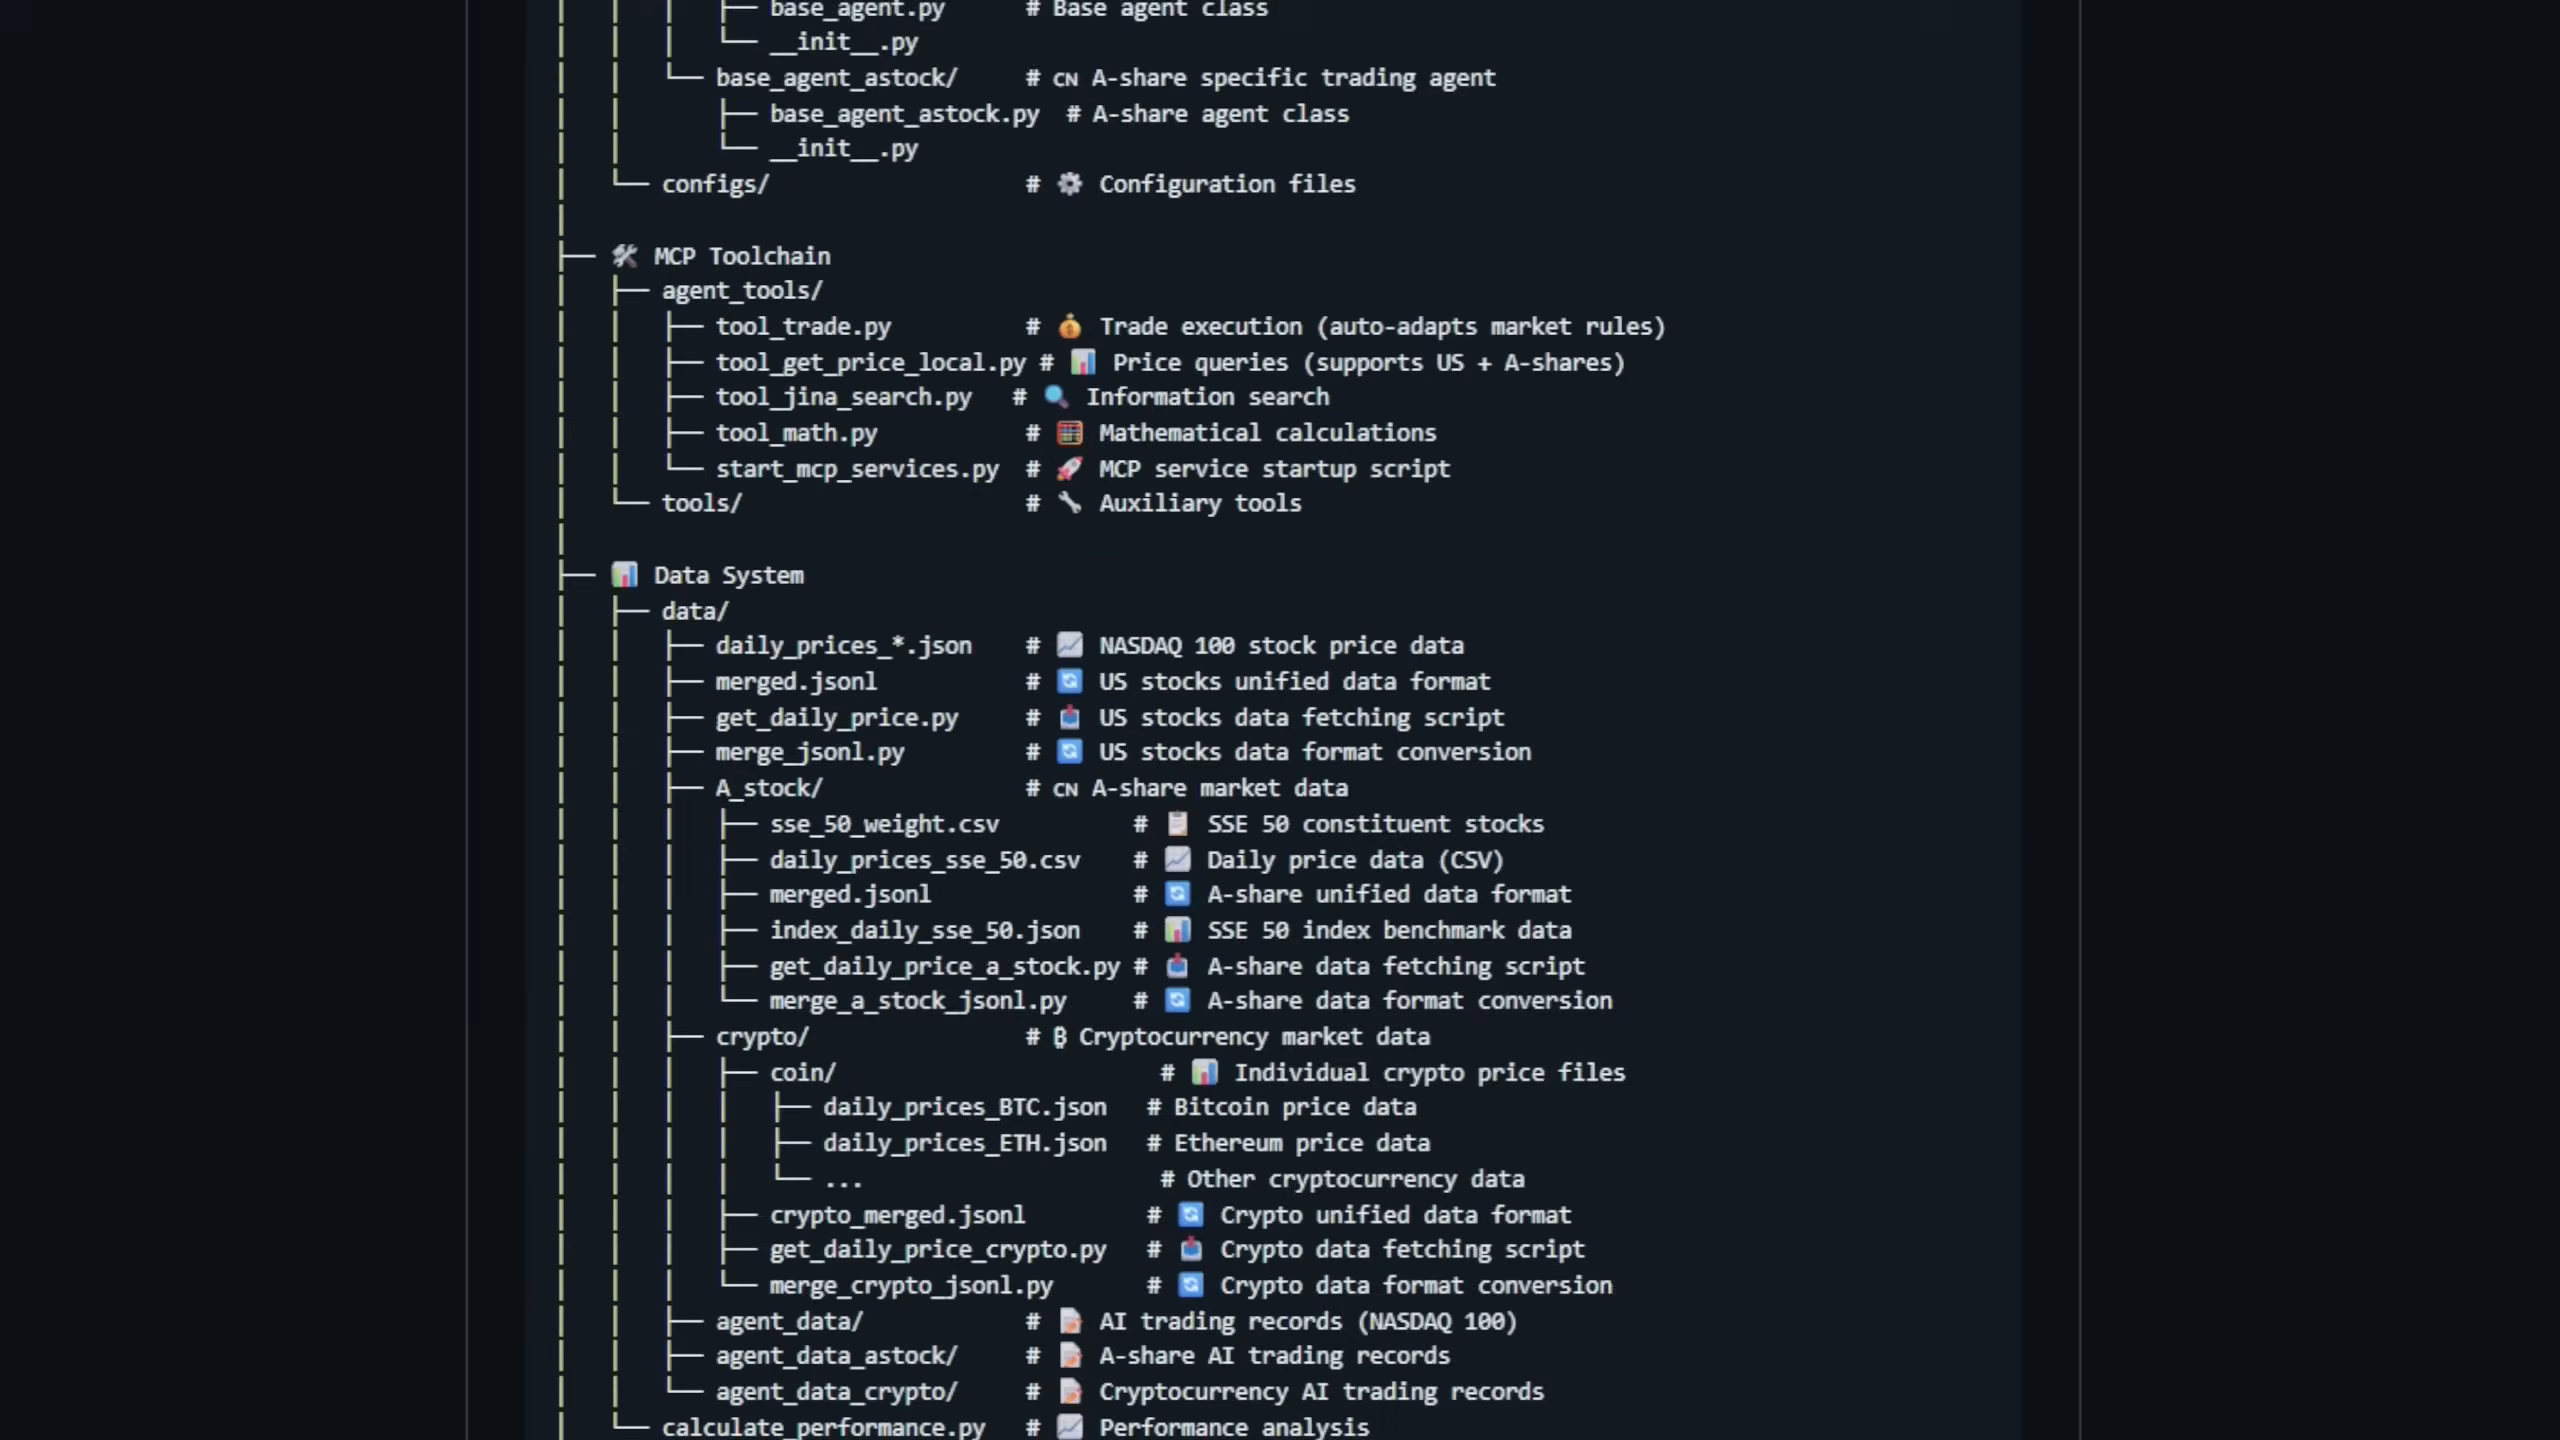 │   │   │   ├── base_agent.py      # Base agent class
│   │   │   └── __init__.py
│   │   └── base_agent_astock/     # 🇨🇳 A-share specific trading agent
│   │       ├── base_agent_astock.py  # A-share agent class
│   │       └── __init__.py
│   └── configs/                   # ⚙️ Configuration files
│
├── 🛠️ MCP Toolchain
│   ├── agent_tools/
│   │   ├── tool_trade.py          # 💰 Trade execution (auto-adapts market rules)
│   │   ├── tool_get_price_local.py # 📊 Price queries (supports US + A-shares)
│   │   ├── tool_jina_search.py   # 🔍 Information search
│   │   ├── tool_math.py           # 🧮 Mathematical calculations
│   │   └── start_mcp_services.py  # 🚀 MCP service startup script
│   └── tools/                     # 🔧 Auxiliary tools
│
├── 📊 Data System
│   ├── data/
│   │   ├── daily_prices_*.json    # 📈 NASDAQ 100 stock price data
│   │   ├── merged.jsonl           # 🔄 US stocks unified data format
│   │   ├── get_daily_price.py     # 📥 US stocks data fetching script
│   │   ├── merge_jsonl.py         # 🔄 US stocks data format conversion
│   │   ├── A_stock/               # 🇨🇳 A-share market data
│   │   │   ├── sse_50_weight.csv          # 📋 SSE 50 constituent stocks
│   │   │   ├── daily_prices_sse_50.csv    # 📈 Daily price data (CSV)
│   │   │   ├── merged.jsonl               # 🔄 A-share unified data format
│   │   │   ├── index_daily_sse_50.json    # 📊 SSE 50 index benchmark data
│   │   │   ├── get_daily_price_a_stock.py # 📥 A-share data fetching script
│   │   │   └── merge_a_stock_jsonl.py     # 🔄 A-share data format conversion
│   │   ├── crypto/                # ₿ Cryptocurrency market data
│   │   │   ├── coin/                        # 📊 Individual crypto price files
│   │   │   │   ├── daily_prices_BTC.json   # Bitcoin price data
│   │   │   │   ├── daily_prices_ETH.json   # Ethereum price data
│   │   │   │   └── ...                      # Other cryptocurrency data
│   │   │   ├── crypto_merged.jsonl         # 🔄 Crypto unified data format
│   │   │   ├── get_daily_price_crypto.py   # 📥 Crypto data fetching script
│   │   │   └── merge_crypto_jsonl.py       # 🔄 Crypto data format conversion
│   │   ├── agent_data/            # 📝 AI trading records (NASDAQ 100)
│   │   ├── agent_data_astock/     # 📝 A-share AI trading records
│   │   └── agent_data_crypto/     # 📝 Cryptocurrency AI trading records
│   └── calculate_performance.py   # 📈 Performance analysis